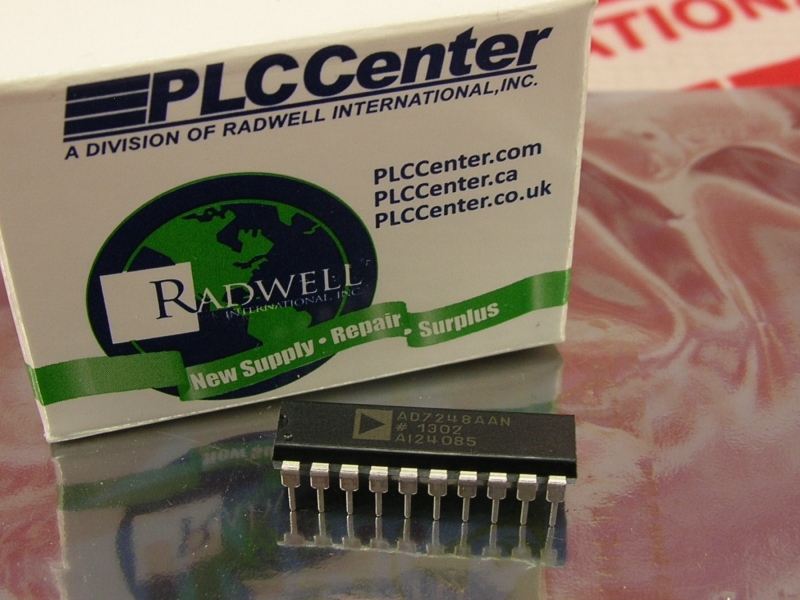 PLCCenter
A DIVISION OF RADWELL INTERNATIONAL, INC.
PLCCenter.com
PLCCenter.ca
PLCCenter.co.uk
RADWELL
INTERNATIONAL, INC.
New Supply • Repair • Surplus
AD7248AAN
# 1302
AI24085